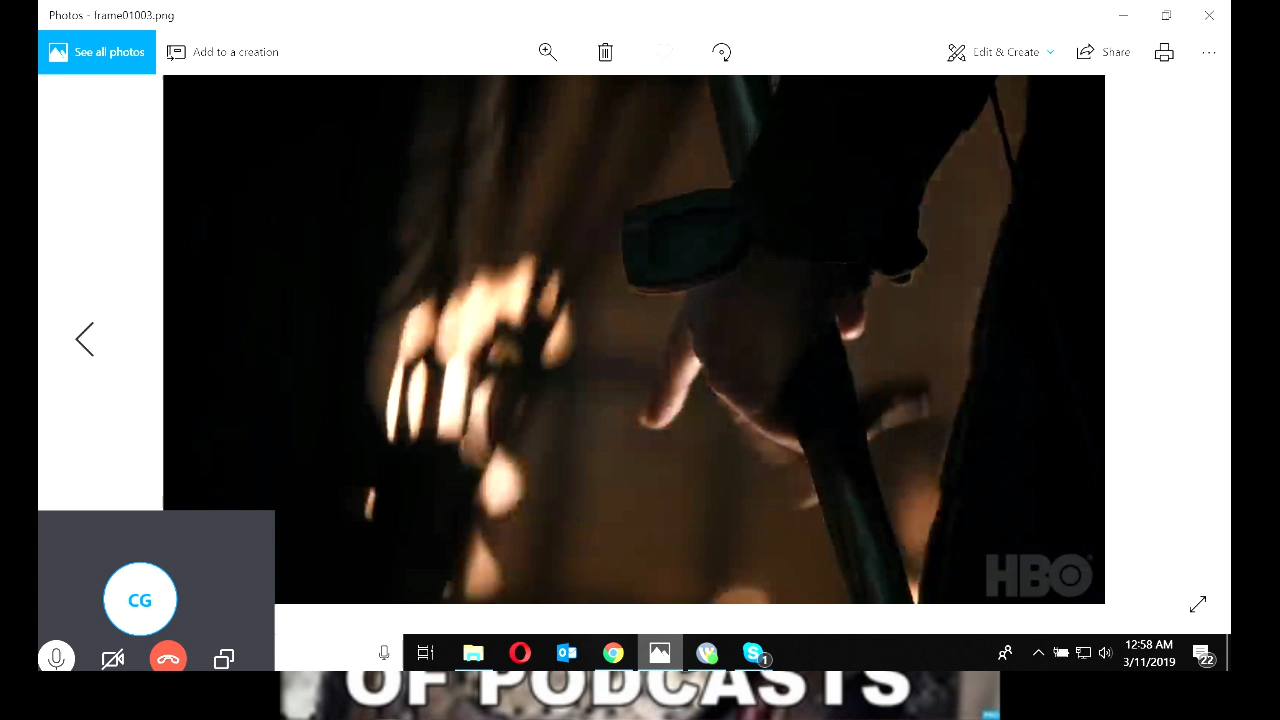 Photos - frame01003.png
See all photos
Add to a creation
Edit & Create
Share
HBO
CG
12:58 AM
3/11/2019
22
1
OF PODCASTS